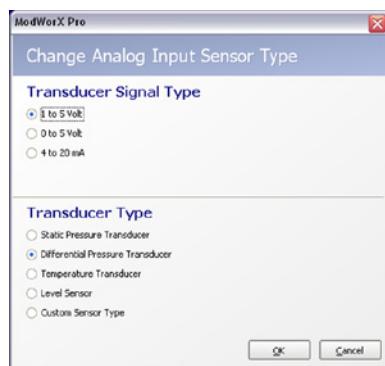 ModWorX Pro
Change Analog Input Sensor Type
Transducer Signal Type
1 to 5 Volt
0 to 5 Volt
4 to 20 mA
Transducer Type
Static Pressure Transducer
Differential Pressure Transducer
Temperature Transducer
Level Sensor
Custom Sensor Type
OK Cancel